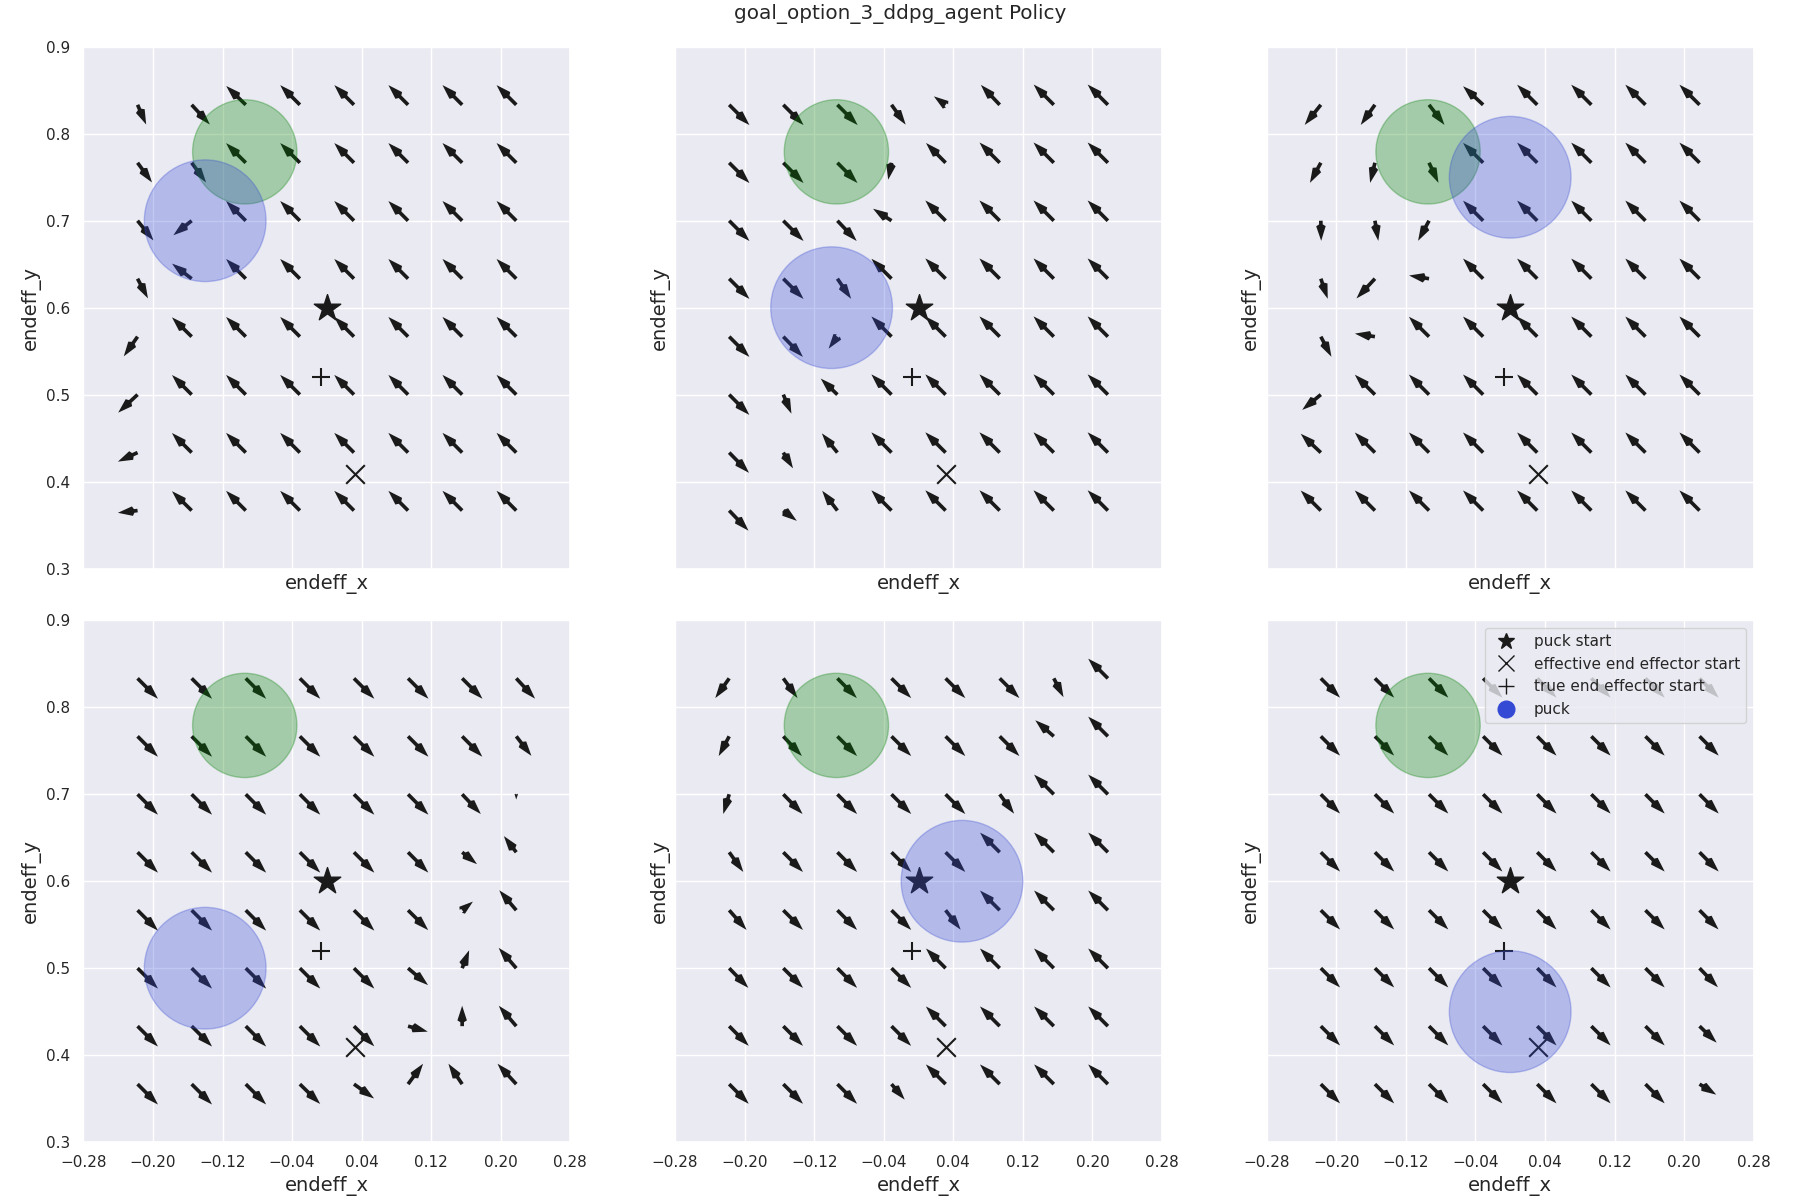 goal_option_3_ddpg_agent Policy
0.9
0.8
0.7
0.6
0.5
0.4
0.3
endeff_y
endeff_x
endeff_y
endeff_x
endeff_y
endeff_x
0.9
0.8
0.7
0.6
0.5
0.4
0.3
endeff_y
−0.28 −0.20 −0.12 −0.04 0.04 0.12 0.20 0.28
endeff_x
endeff_y
−0.28 −0.20 −0.12 −0.04 0.04 0.12 0.20 0.28
endeff_x
puck start
effective end effector start
true end effector start
puck
endeff_y
−0.28 −0.20 −0.12 −0.04 0.04 0.12 0.20 0.28
endeff_x